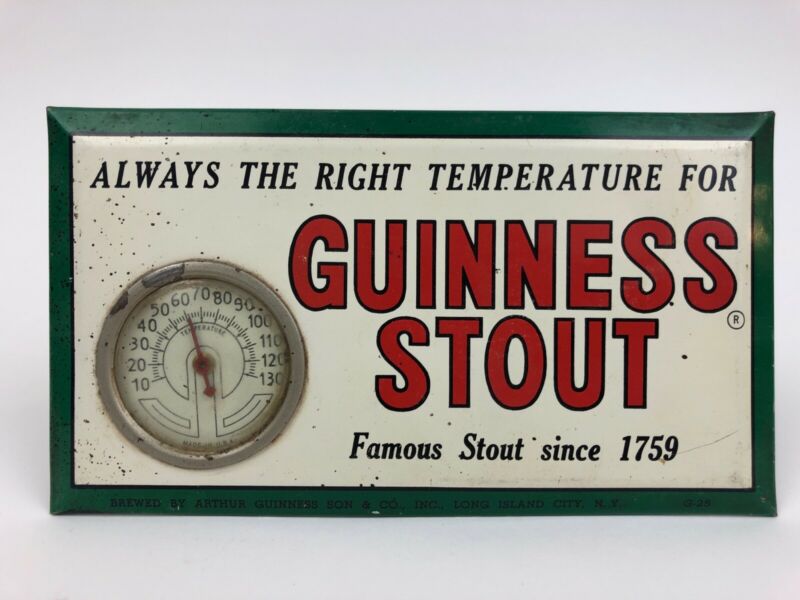 ALWAYS THE RIGHT TEMPERATURE FOR
GUINNESS
STOUT
®
Famous Stout since 1759
10 20 30 40 50 60 70 80 90 100 110 120 130
TEMPERATURE
MADE IN U.S.A.
BREWED BY ARTHUR GUINNESS SON & CO., INC., LONG ISLAND CITY, N.Y. G-25